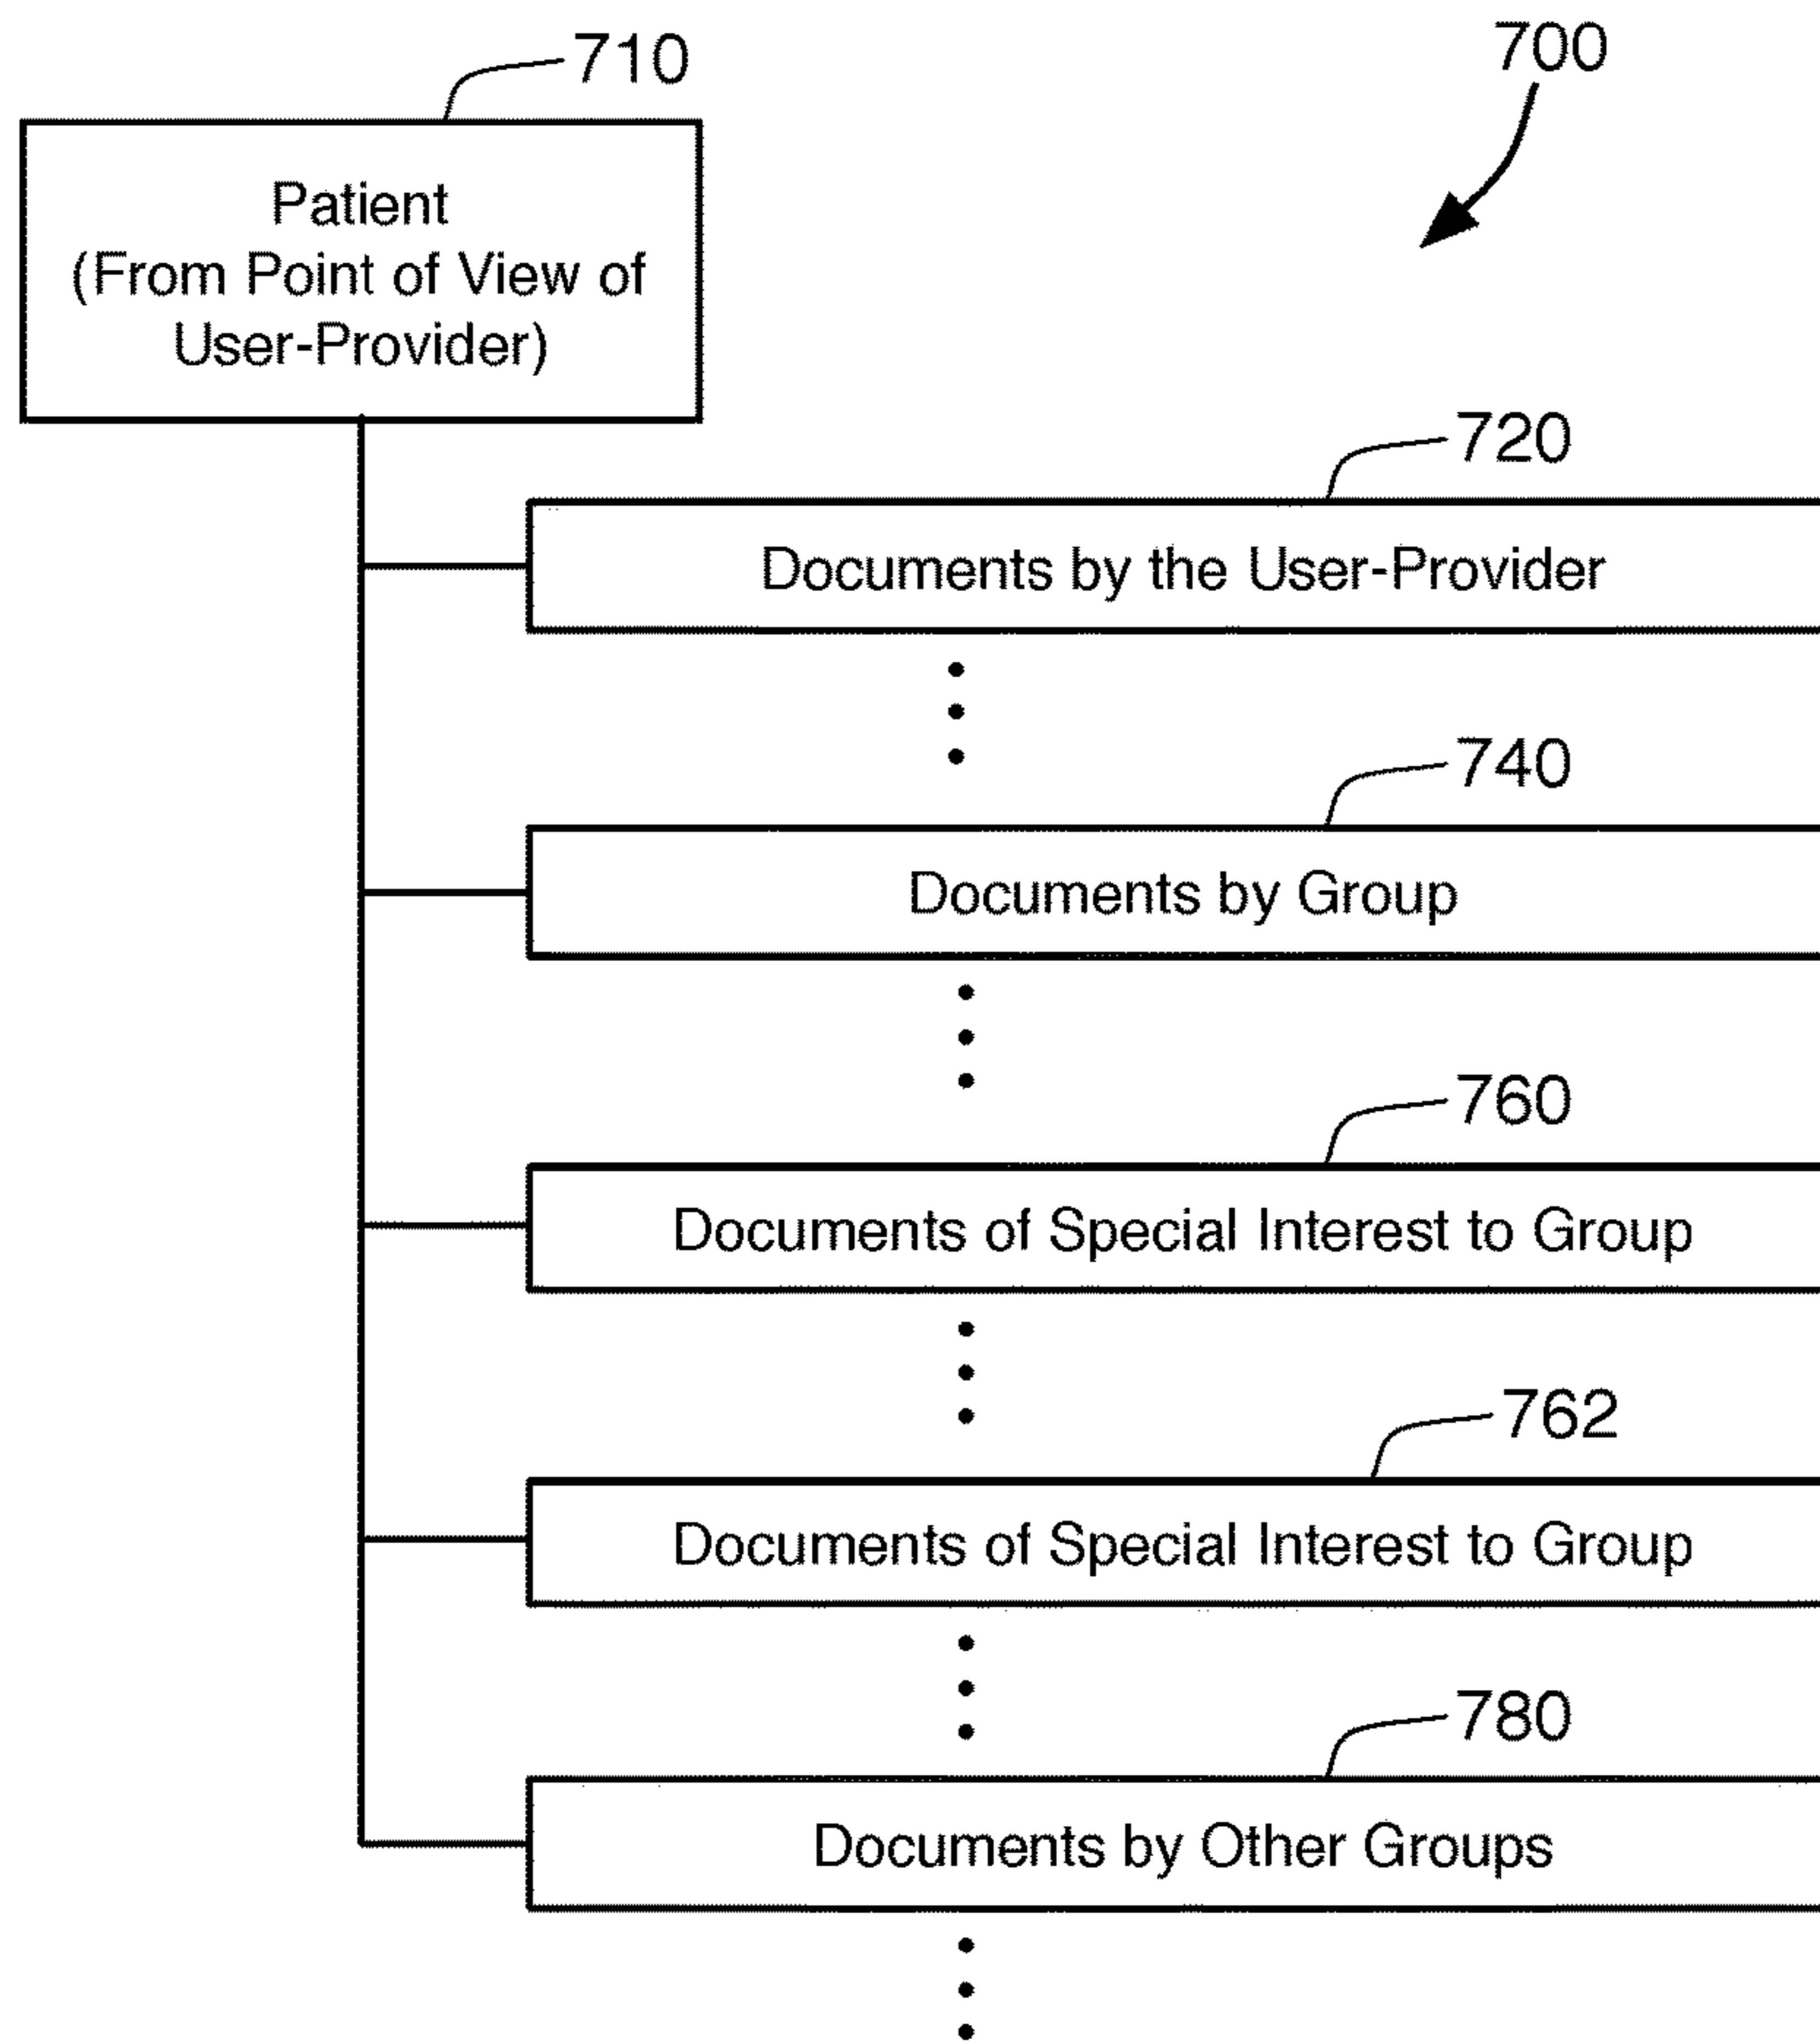 710
700
Patient
(From Point of View of
User-Provider)
720
Documents by the User-Provider
740
Documents by Group
760
Documents of Special Interest to Group
762
Documents of Special Interest to Group
780
Documents by Other Groups